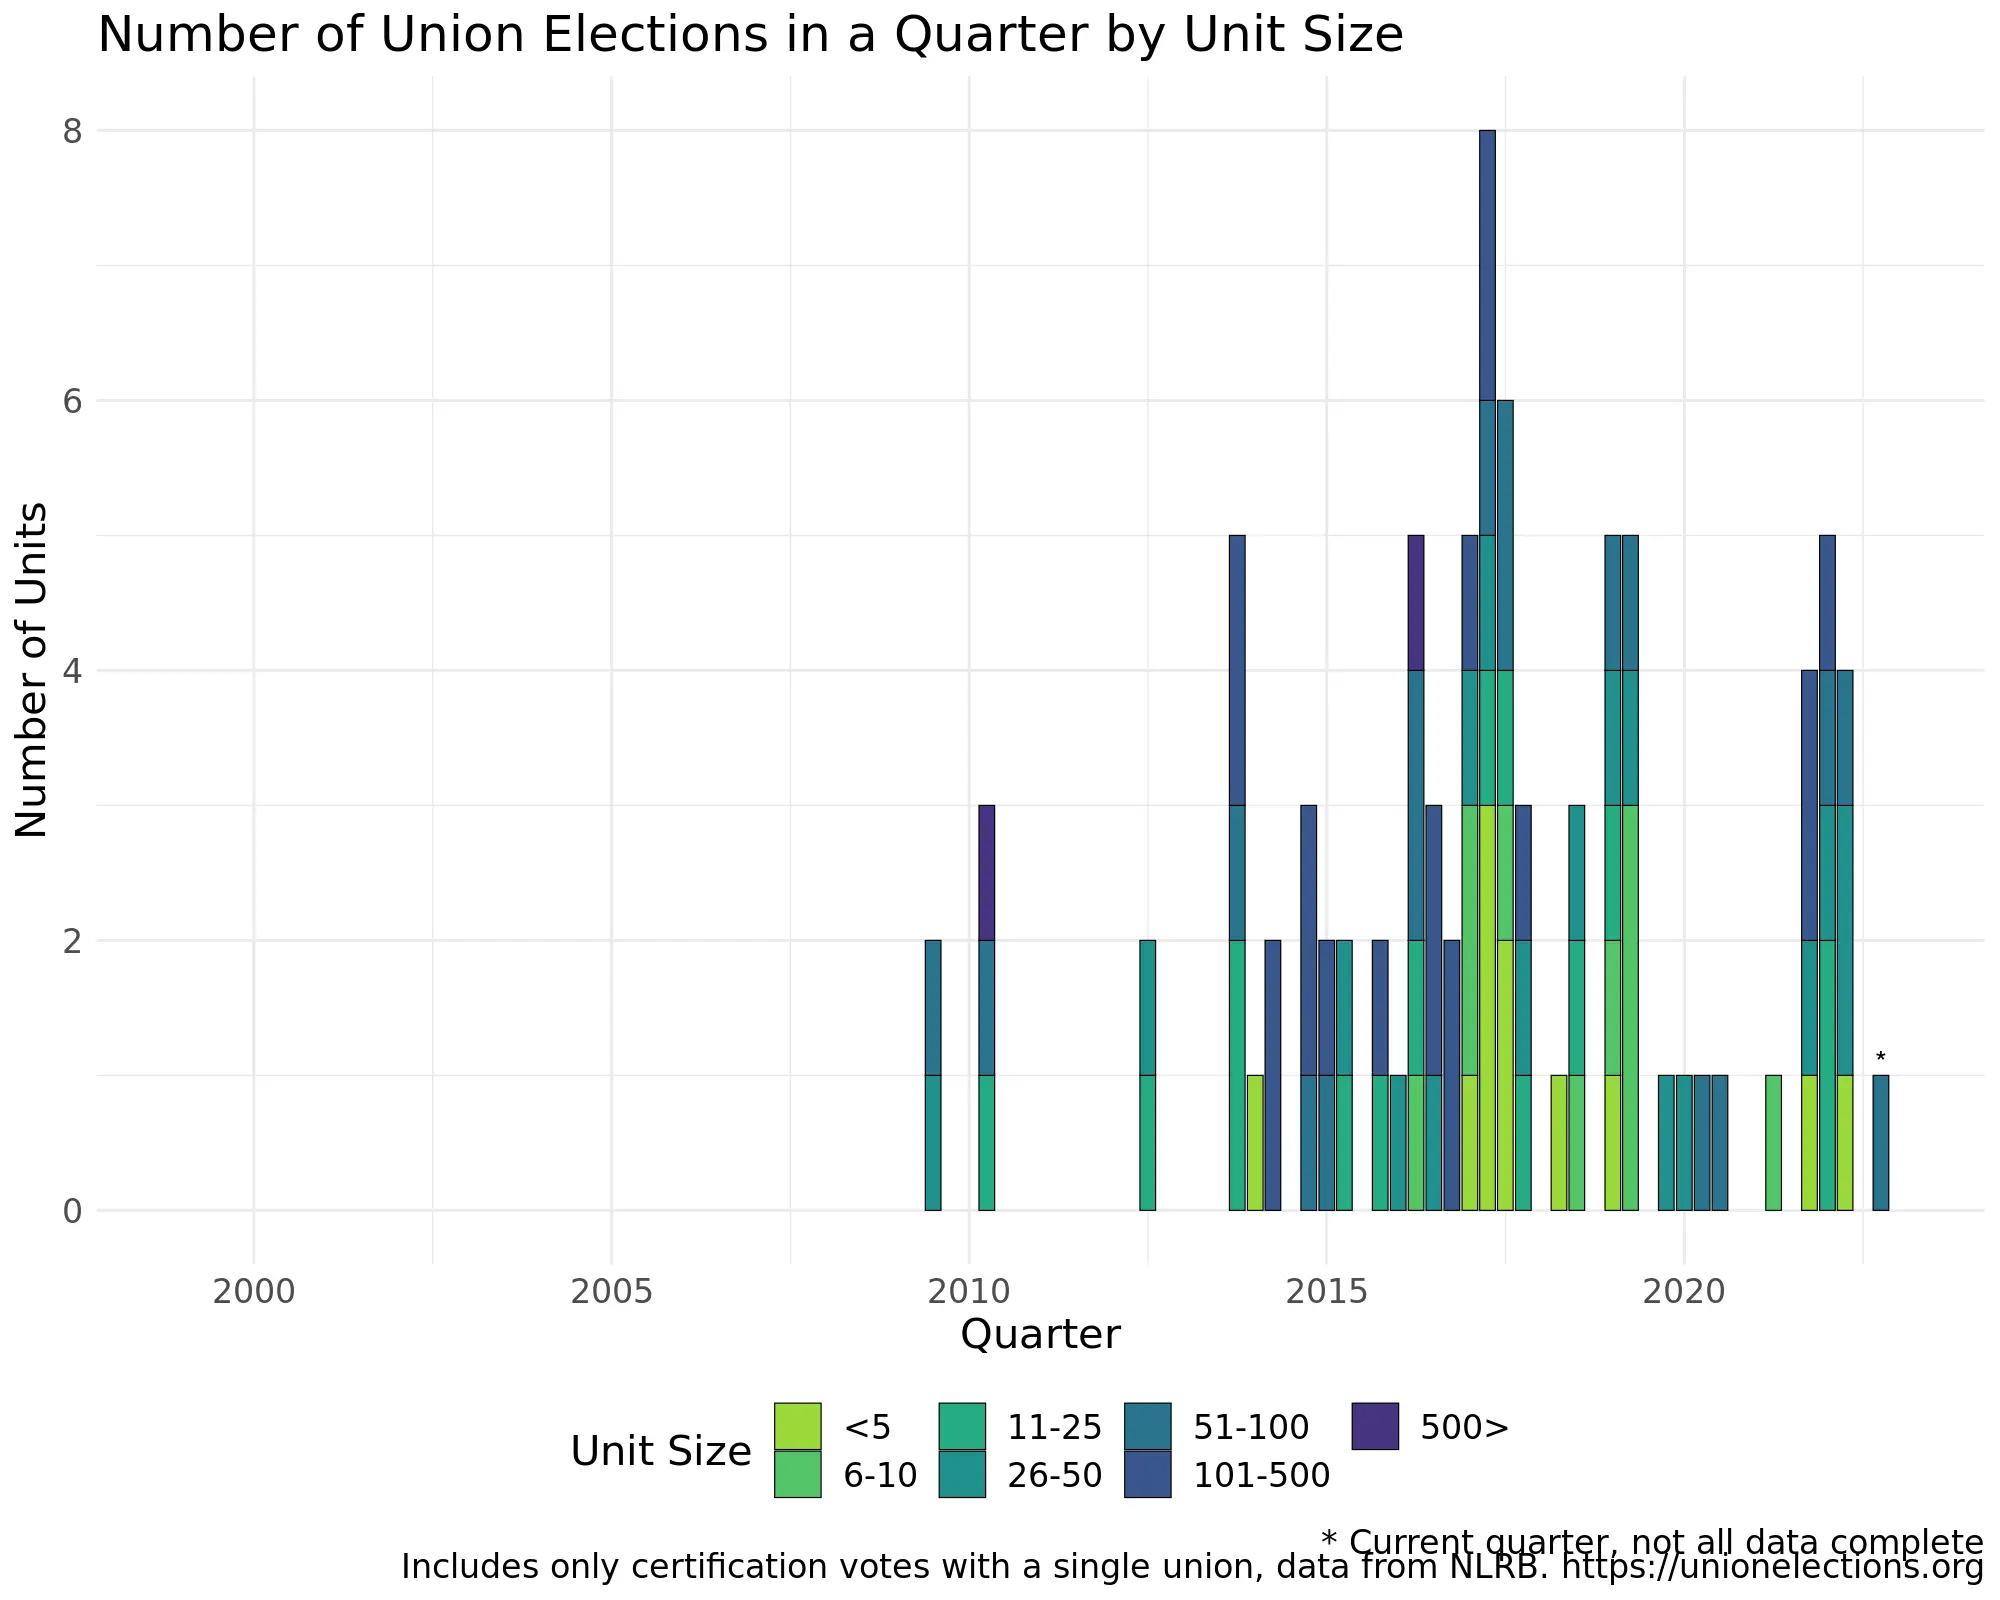 Number of Union Elections in a Quarter by Unit Size
8
6
4
2
0
Number of Units
2000 2005 2010 2015 2020
*
Quarter
Unit Size
<5 11-25 51-100 500>
6-10 26-50 101-500
* Current quarter, not all data complete
Includes only certification votes with a single union, data from NLRB. https://unionelections.org